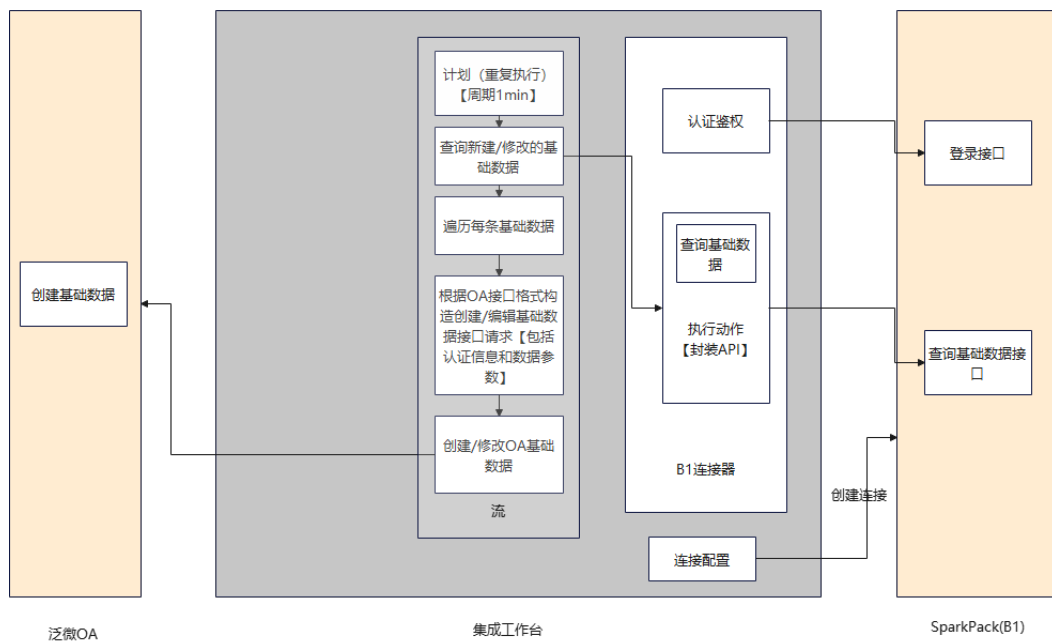 计划（重复执行）
【周期1min】
查询新建/修改的基
础数据
遍历每条基础数据
根据OA接口格式构
造创建/编辑基础数
据接口请求【包括
认证信息和数据参
数】
创建/修改OA基础
数据
流
认证鉴权
查询基础数
据
执行动作
【封装API】
B1连接器
连接配置
创建连接
登录接口
查询基础数据接
口
创建基础数据
泛微OA
集成工作台
SparkPack(B1)